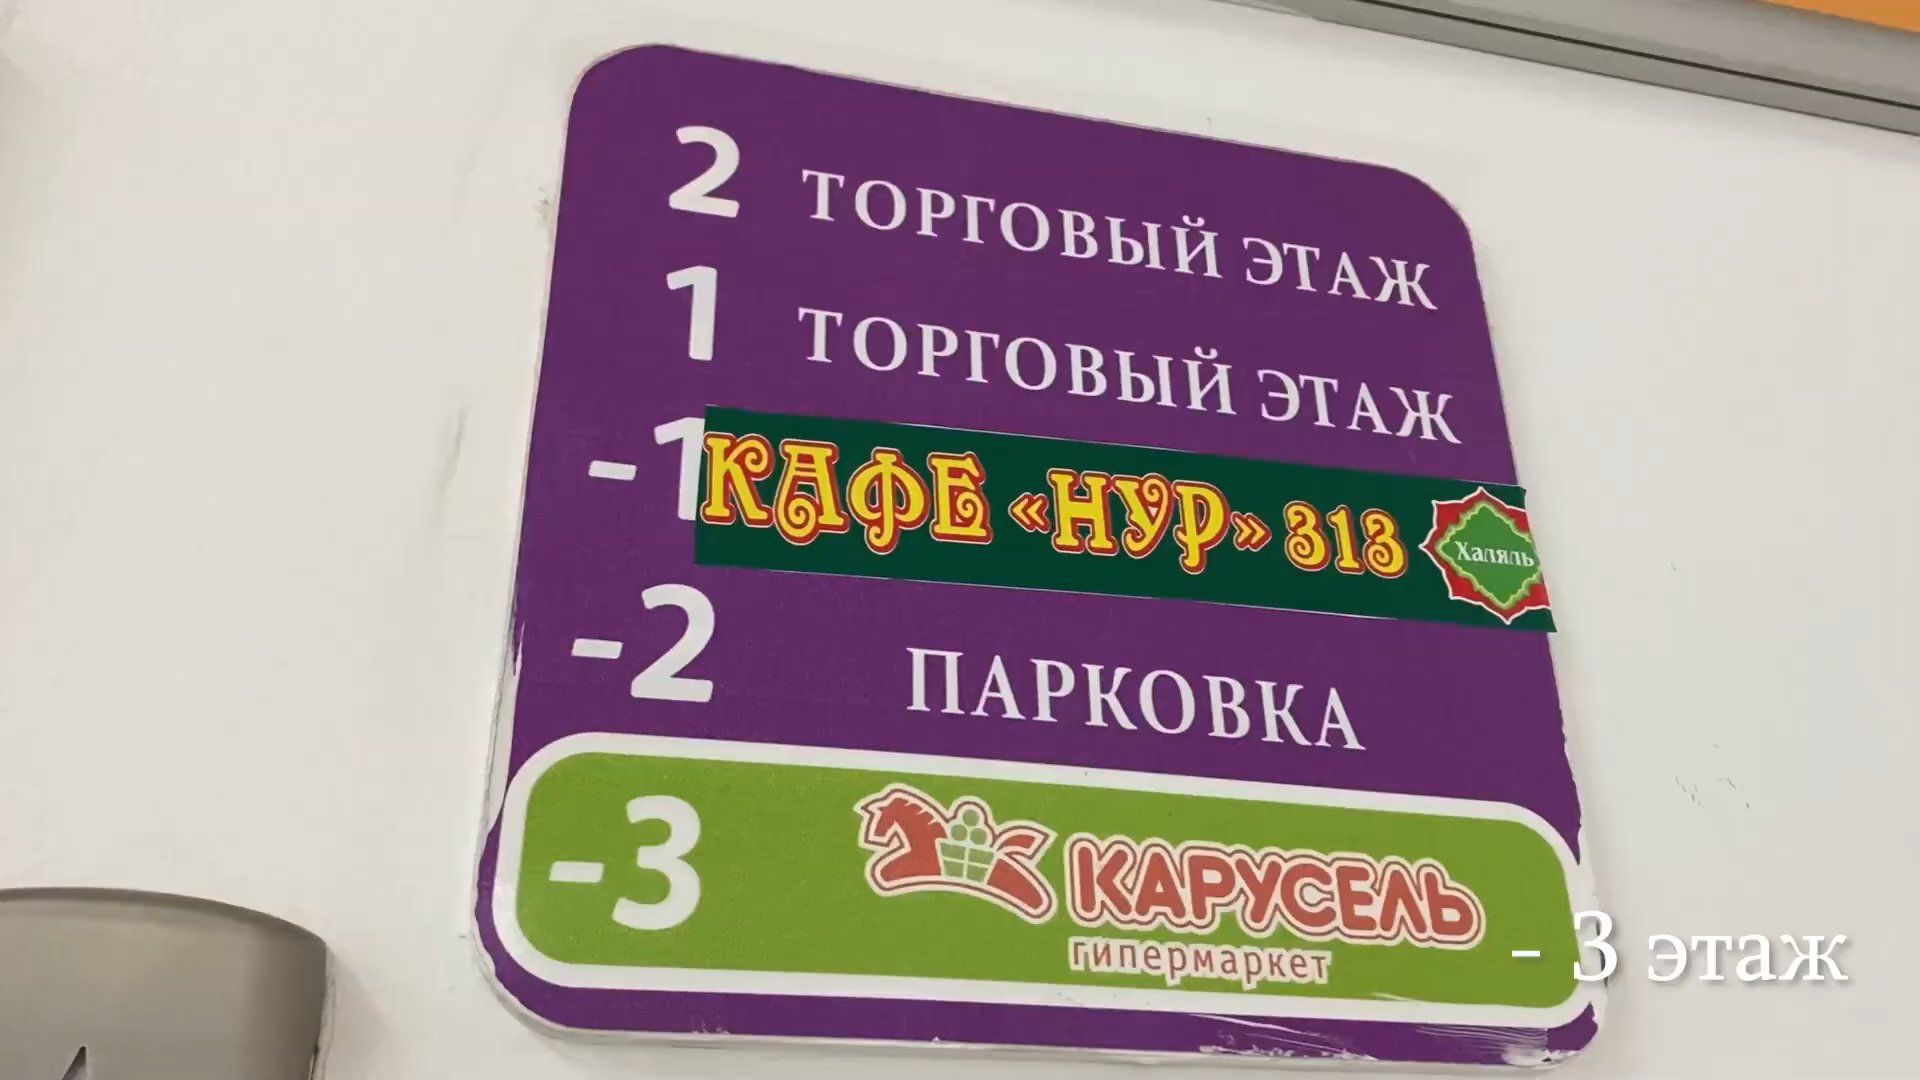 2 ТОРГОВЫЙ ЭТАЖ
1 ТОРГОВЫЙ ЭТАЖ
-1 КАФЕ «НУР» 313 Халяль
-2 ПАРКОВКА
-3 КАРУСЕЛЬ
гипермаркет
- 3 этаж